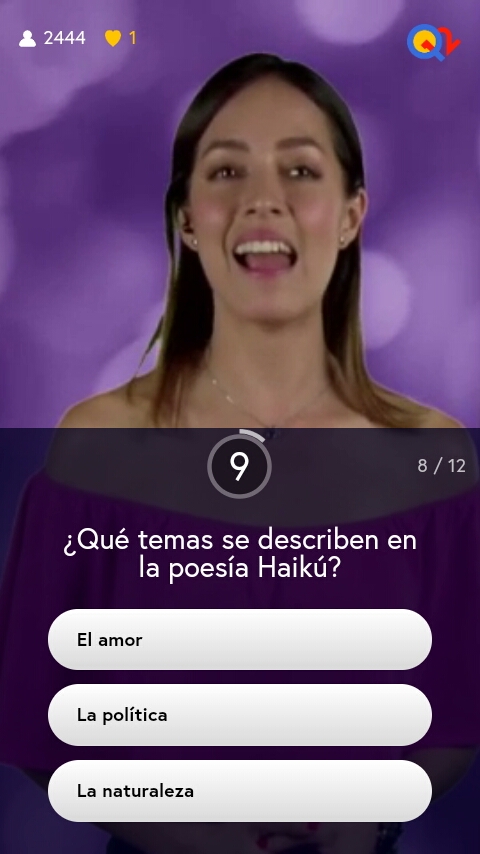 2444 1
9
8 / 12
¿Qué temas se describen en
la poesía Haikú?
El amor
La política
La naturaleza